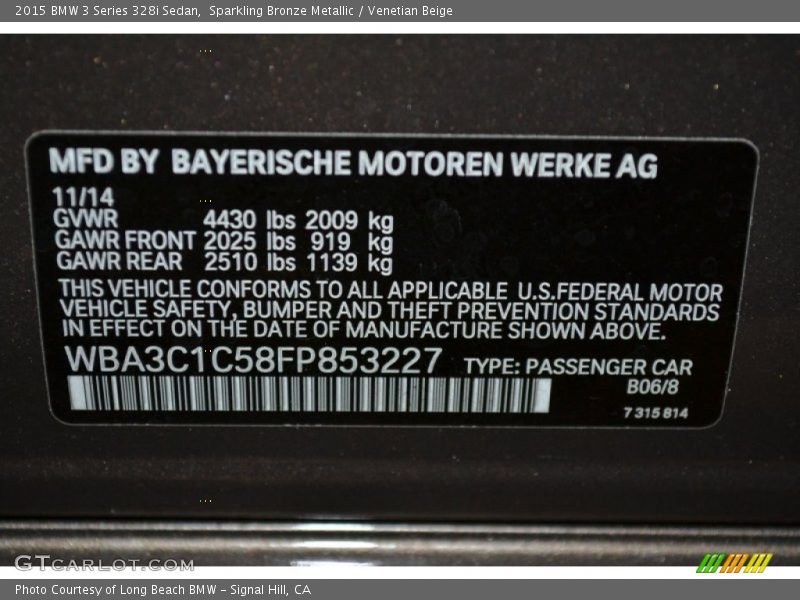 2015 BMW 3 Series 328i Sedan, Sparkling Bronze Metallic / Venetian Beige
MFD BY BAYERISCHE MOTOREN WERKE AG
11/14
GVWR 4430 lbs 2009 kg
GAWR FRONT 2025 lbs 919 kg
GAWR REAR 2510 lbs 1139 kg
THIS VEHICLE CONFORMS TO ALL APPLICABLE U.S.FEDERAL MOTOR
VEHICLE SAFETY, BUMPER AND THEFT PREVENTION STANDARDS
IN EFFECT ON THE DATE OF MANUFACTURE SHOWN ABOVE.
WBA3C1C58FP853227 TYPE: PASSENGER CAR
B06/8
7 315 814
GTCARLOT.COM
Photo Courtesy of Long Beach BMW - Signal Hill, CA